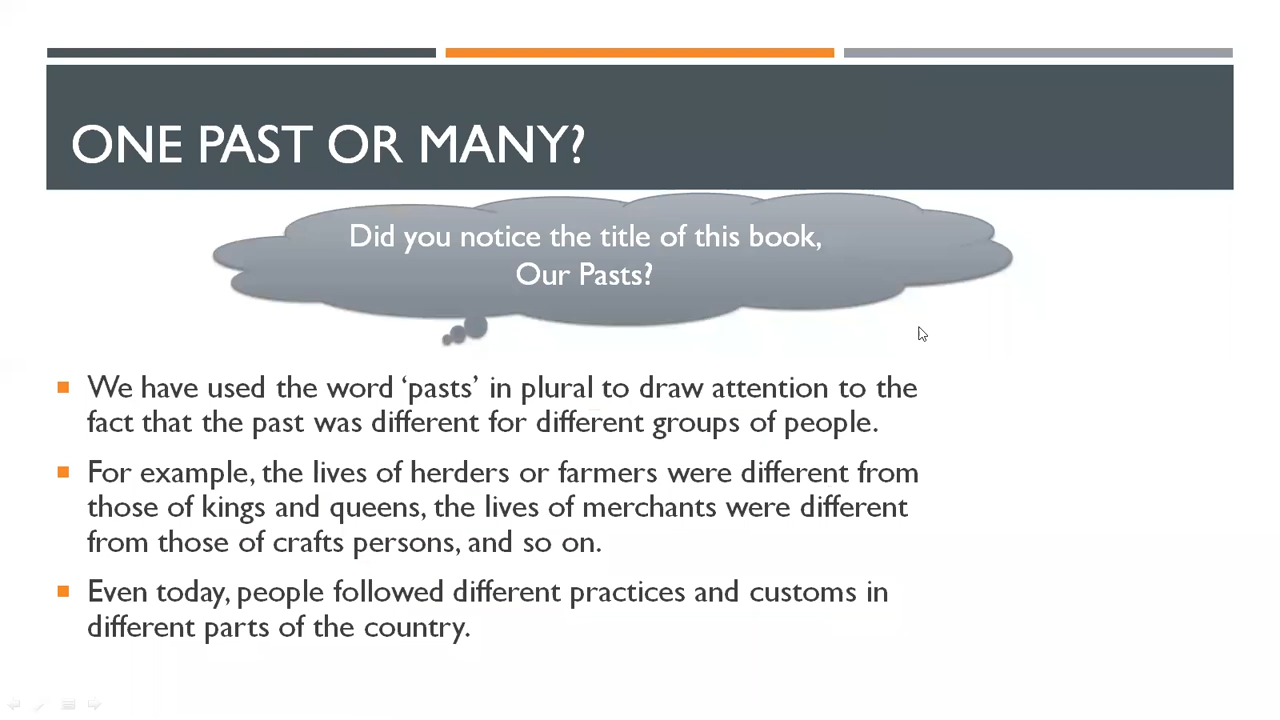 ONE PAST OR MANY?
Did you notice the title of this book,
Our Pasts?
We have used the word ‘pasts’ in plural to draw attention to the
fact that the past was different for different groups of people.
For example, the lives of herders or farmers were different from
those of kings and queens, the lives of merchants were different
from those of crafts persons, and so on.
Even today, people followed different practices and customs in
different parts of the country.